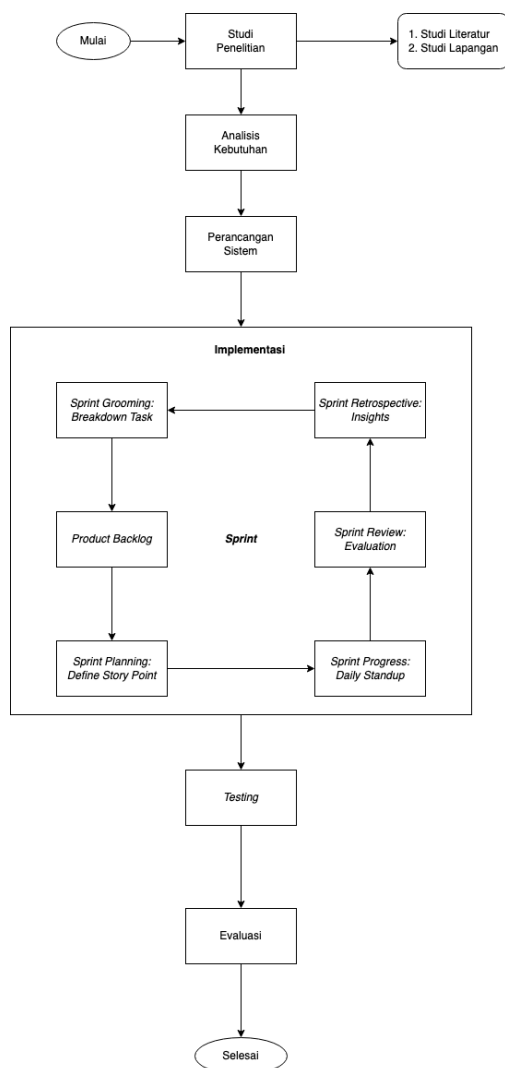 Mulai
Studi
Penelitian
1. Studi Literatur
2. Studi Lapangan
Analisis
Kebutuhan
Perancangan
Sistem
Implementasi
Sprint Grooming:
Breakdown Task
Sprint Retrospective:
Insights
Product Backlog
Sprint
Sprint Review:
Evaluation
Sprint Planning:
Define Story Point
Sprint Progress:
Daily Standup
Testing
Evaluasi
Selesai